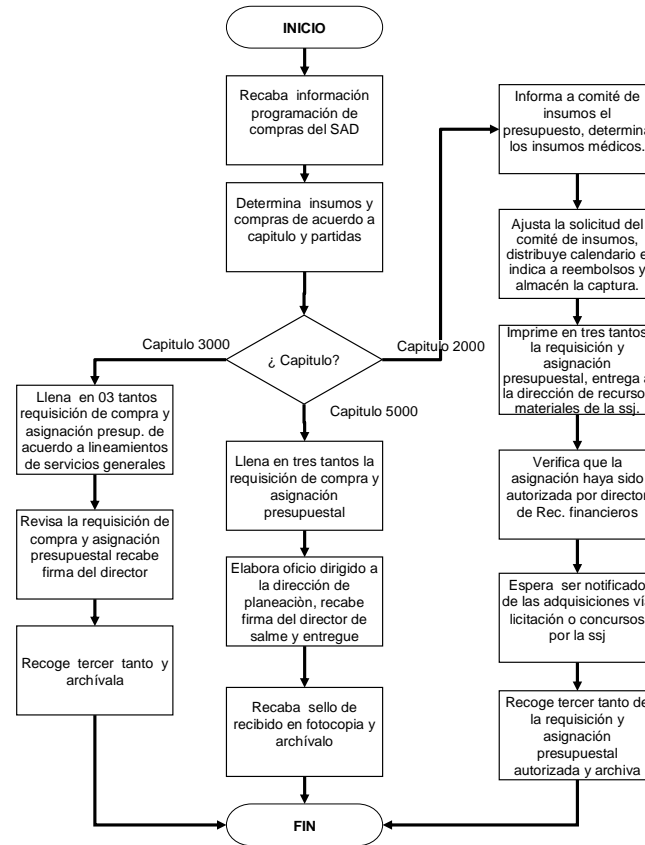 INICIO
Recaba información
programación de
compras del SAD
Determina insumos y
compras de acuerdo a
capitulo y partidas
¿ Capitulo?
Capitulo 3000
Capitulo 2000
Capitulo 5000
Llena en 03 tantos
requisición de compra y
asignación presup. de
acuerdo a lineamientos
de servicios generales
Revisa la requisición de
compra y asignación
presupuestal recabe
firma del director
Recoge tercer tanto y
archívala
Llena en tres tantos la
requisición de compra y
asignación
presupuestal
Elabora oficio dirigido a
la dirección de
planeaciòn, recabe
firma del director de
salme y entregue
Recaba sello de
recibido en fotocopia y
archívalo
Informa a comité de
insumos el
presupuesto, determina
los insumos médicos.
Ajusta la solicitud del
comité de insumos,
distribuye calendario e
indica a reembolsos y
almacén la captura.
Imprime en tres tantos
la requisición y
asignación
presupuestal, entrega a
la dirección de recursos
materiales de la ssj.
Verifica que la
asignación haya sido
autorizada por director
de Rec. financieros
Espera ser notificado
de las adquisiciones vía
licitación o concursos
por la ssj
Recoge tercer tanto de
la requisición y
asignación
presupuestal
autorizada y archiva
FIN